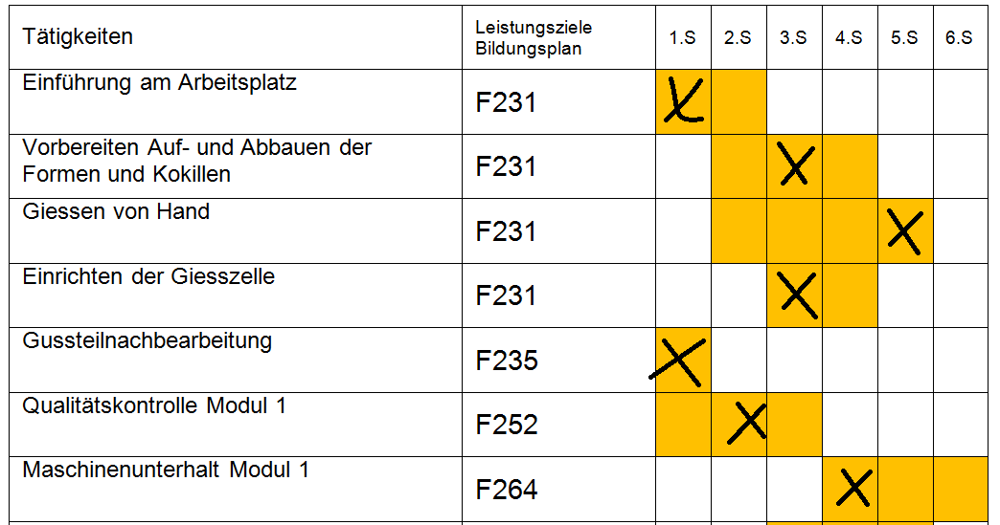 Tätigkeiten Leistungsziele Bildungsplan 1.S 2.S 3.S 4.S 5.S 6.S
Einführung am Arbeitsplatz F231 X
Vorbereiten Auf- und Abbauen der
Formen und Kokillen F231 X
Giessen von Hand F231 X
Einrichten der Giesszelle F231 X
Gussteilnachbearbeitung F235 X
Qualitätskontrolle Modul 1 F252 X
Maschinenunterhalt Modul 1 F264 X